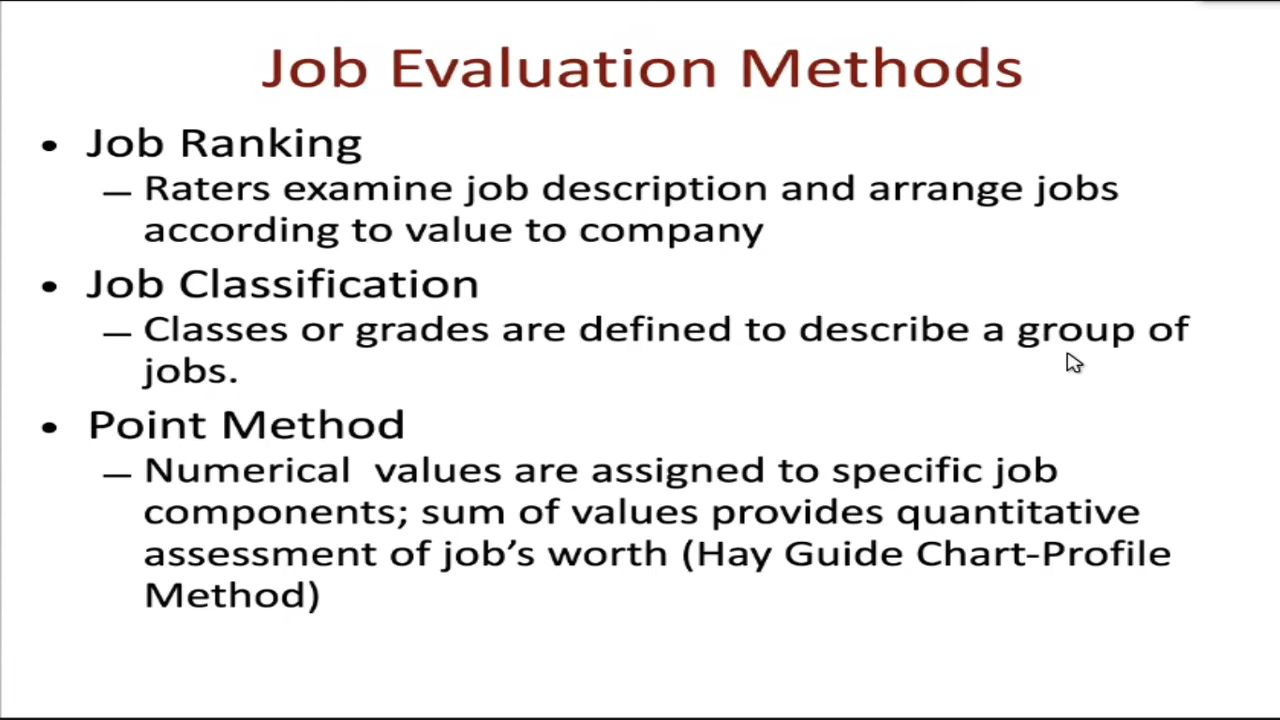 Job Evaluation Methods
• Job Ranking
– Raters examine job description and arrange jobs
according to value to company
• Job Classification
– Classes or grades are defined to describe a group of
jobs.
• Point Method
– Numerical  values are assigned to specific job
components; sum of values provides quantitative
assessment of job’s worth (Hay Guide Chart-Profile
Method)